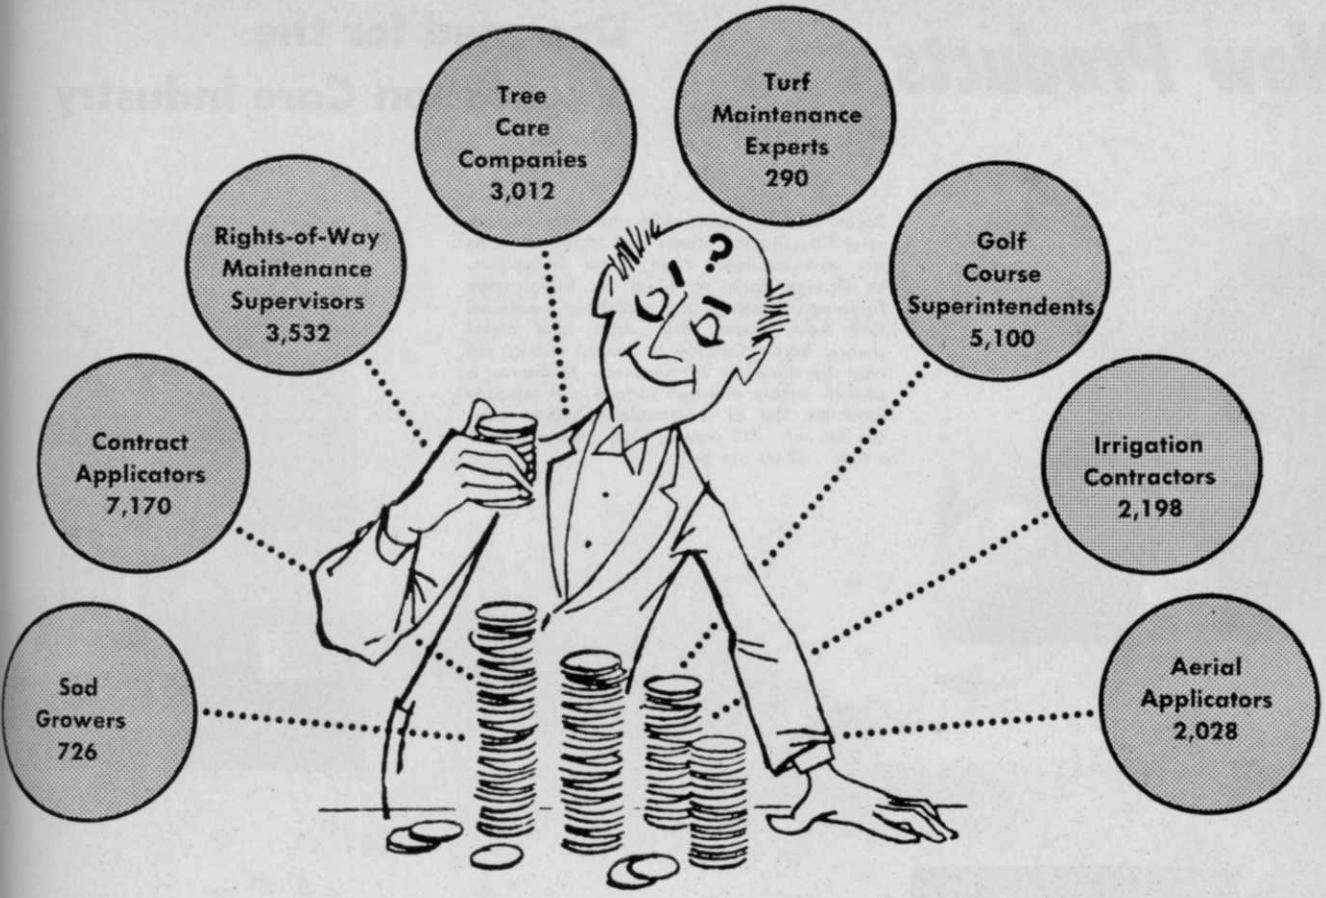 Tree
Care
Companies
3,012
Turf
Maintenance
Experts
290
Rights-of-Way
Maintenance
Supervisors
3,532
Golf
Course
Superintendents
5,100
?
Contract
Applicators
7,170
Irrigation
Contractors
2,198
Sod
Growers
726
Aerial
Applicators
2,028